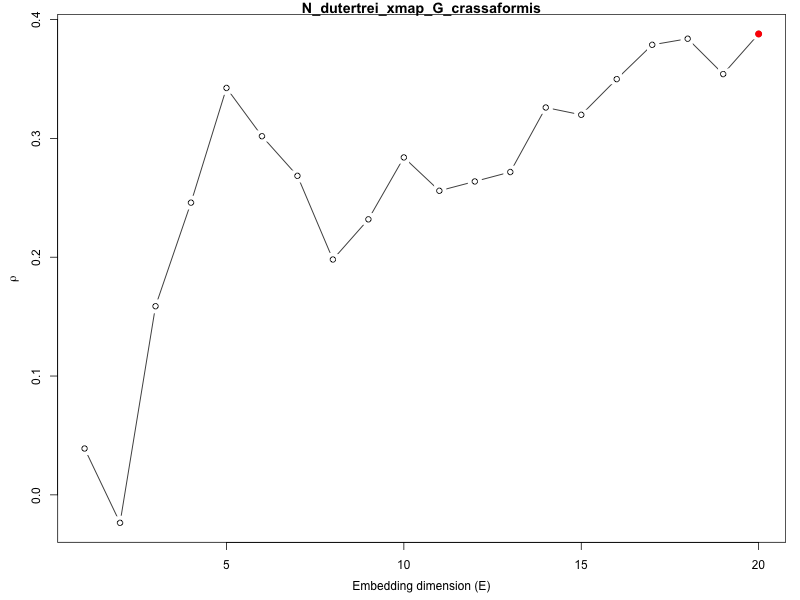 N_dutertrei_xmap_G_crassaformis
0.4
0.3
0.2
0.1
0.0
ρ
5 10 15 20
Embedding dimension (E)